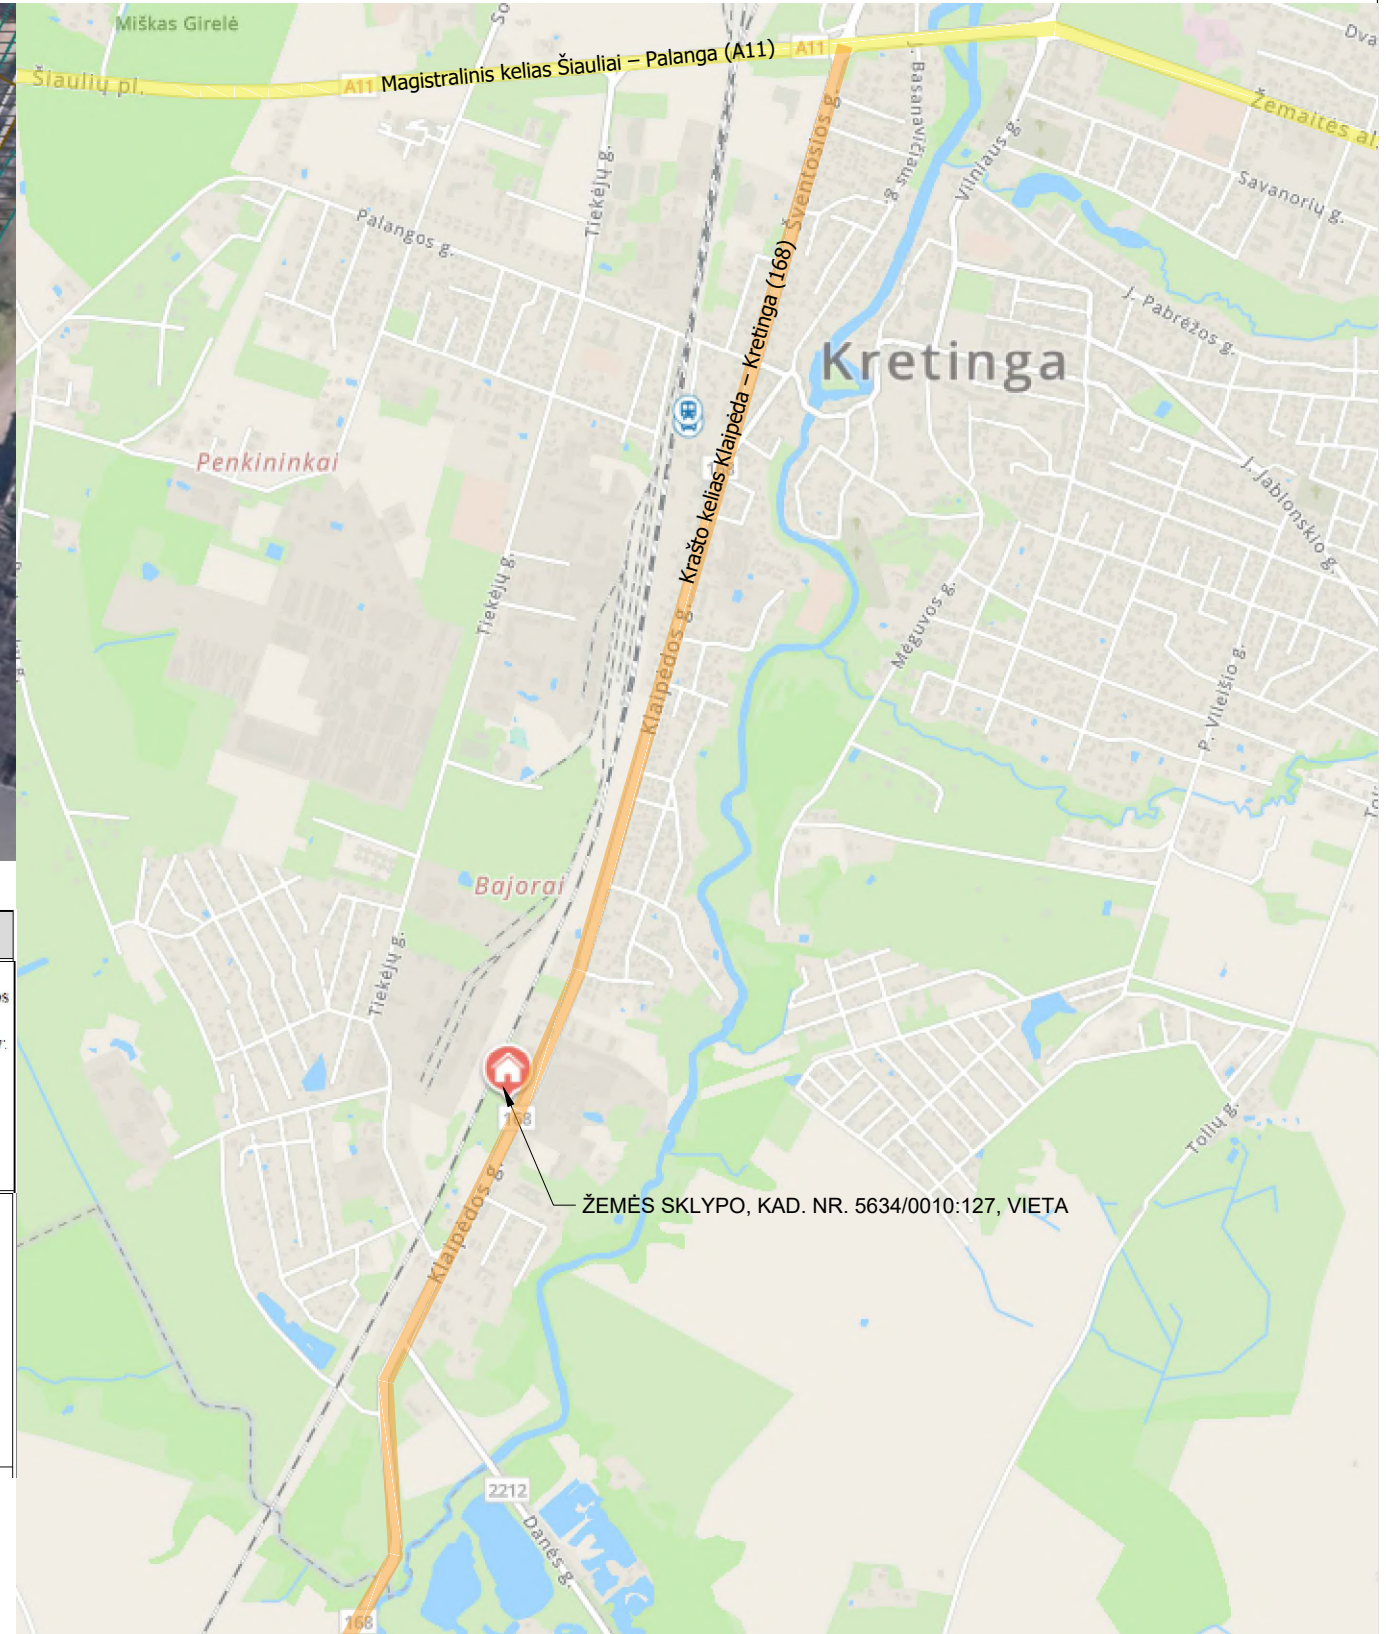 Miškas Girelė
Šiaulių pl.
A11
Magistralinis kelias Šiauliai – Palanga (A11)
A11
Žemaitės al.
J. Basanavičiaus g.
Vilniaus g.
Savanorių g.
Šventosios g.
Tiekėjų g.
Palangos g.
Krašto kelias Klaipėda – Kretinga (168)
J. Pabrėžos g.
Kretinga
Penkininkai
J. Jablonskio g.
Tiekėjų g.
Mėguvos g.
Klaipėdos g.
P. Vileišio g.
Bajorai
Tiekėjų g.
168
Tolių g.
ŽEMĖS SKLYPO, KAD. NR. 5634/0010:127, VIETA
Klaipėdos g.
2212
Danės g.
168